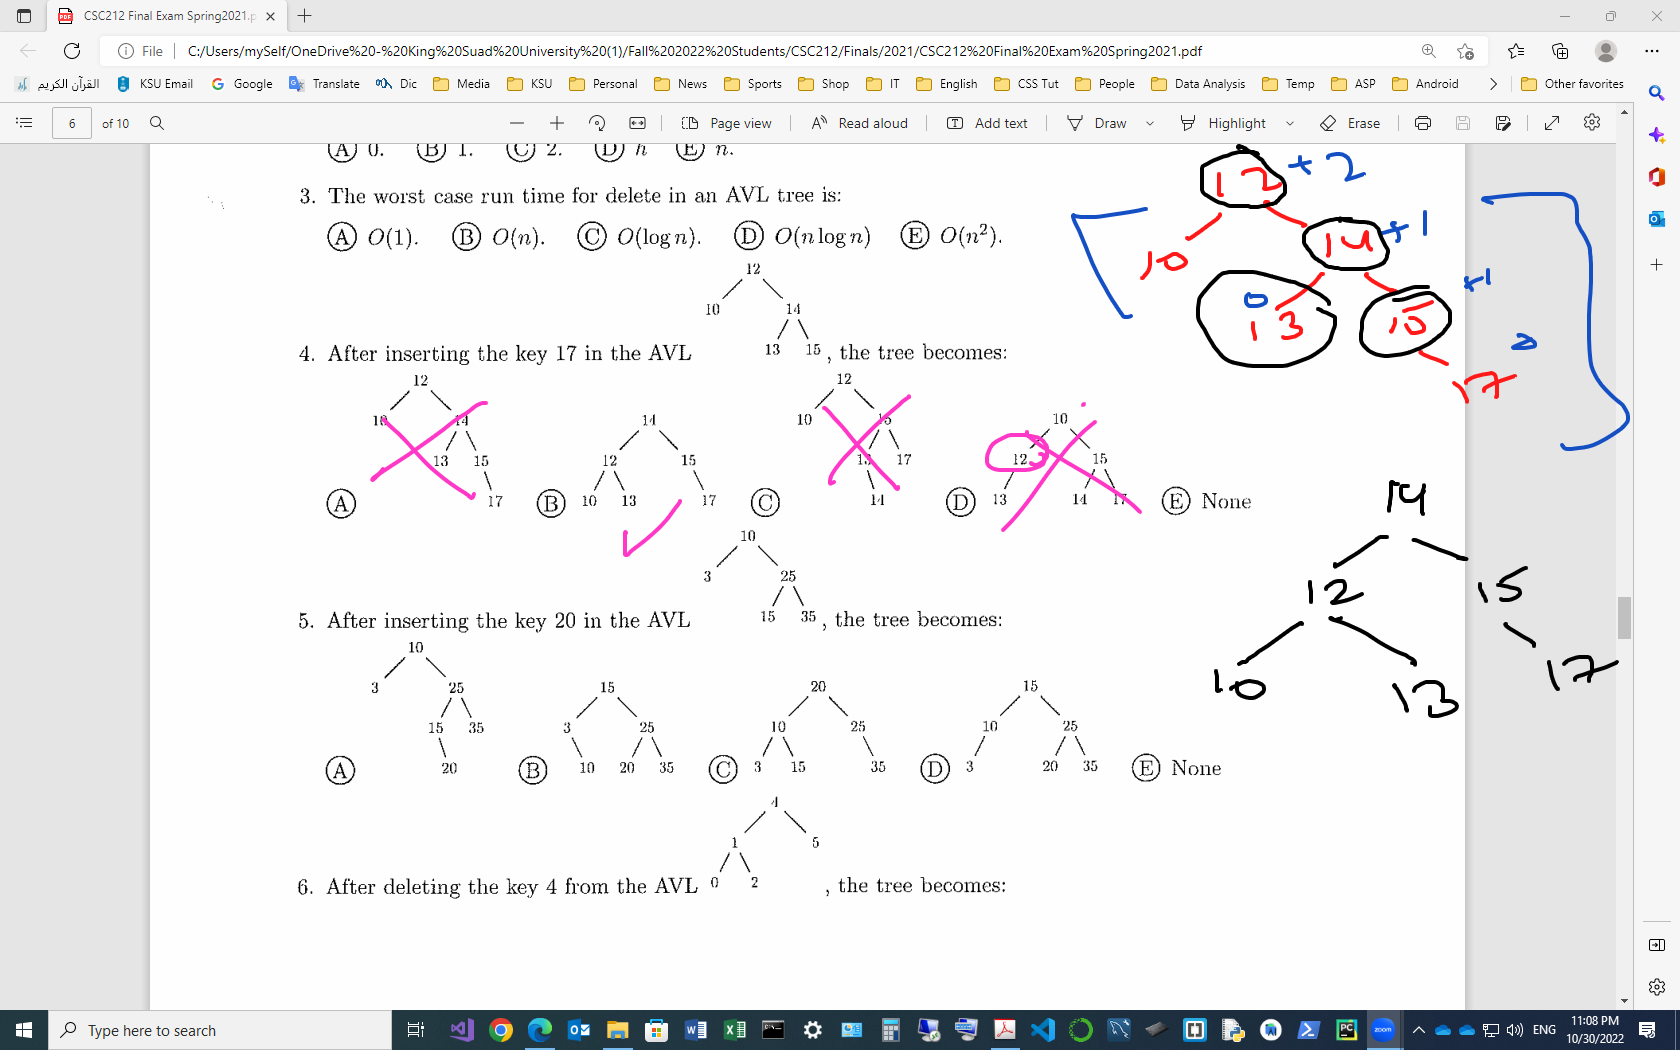 CSC212 Final Exam Spring2021.p
File
C:/Users/mySelf/OneDrive%20-%20King%20Suad%20University%20(1)/Fall%202022%20Students/CSC212/Finals/2021/CSC212%20Final%20Exam%20Spring2021.pdf
القرآن الكريم KSU Email Google Translate Dic Media KSU Personal News Sports Shop IT English CSS Tut People Data Analysis Temp ASP Android Other favorites
6 of 10 Page view Read aloud Add text Draw Highlight Erase
(A) 0. (B) 1. (C) 2. (D) n (E) n.
3. The worst case run time for delete in an AVL tree is:
(A) O(1). (B) O(n). (C) O(log n). (D) O(n log n) (E) O(n²).
12
10 14
13 15
4. After inserting the key 17 in the AVL , the tree becomes:
12
10 14
13 15
17
(A)
14
12 15
10 13 17
(B)
12
10 15
13 17
14
(C)
10
12 15
13 14 17
(D)
(E) None
10
3 25
15 35
5. After inserting the key 20 in the AVL , the tree becomes:
10
3 25
15 35
20
(A)
15
3 25
10 20 35
(B)
20
10 25
3 15 35
(C)
15
10 25
3 20 35
(D)
(E) None
4
1 5
0 2
6. After deleting the key 4 from the AVL , the tree becomes:
12 +2
10 14 +1
0 +1
13 15
17
14
12 15
10 13 17
Type here to search
ENG
11:08 PM
10/30/2022